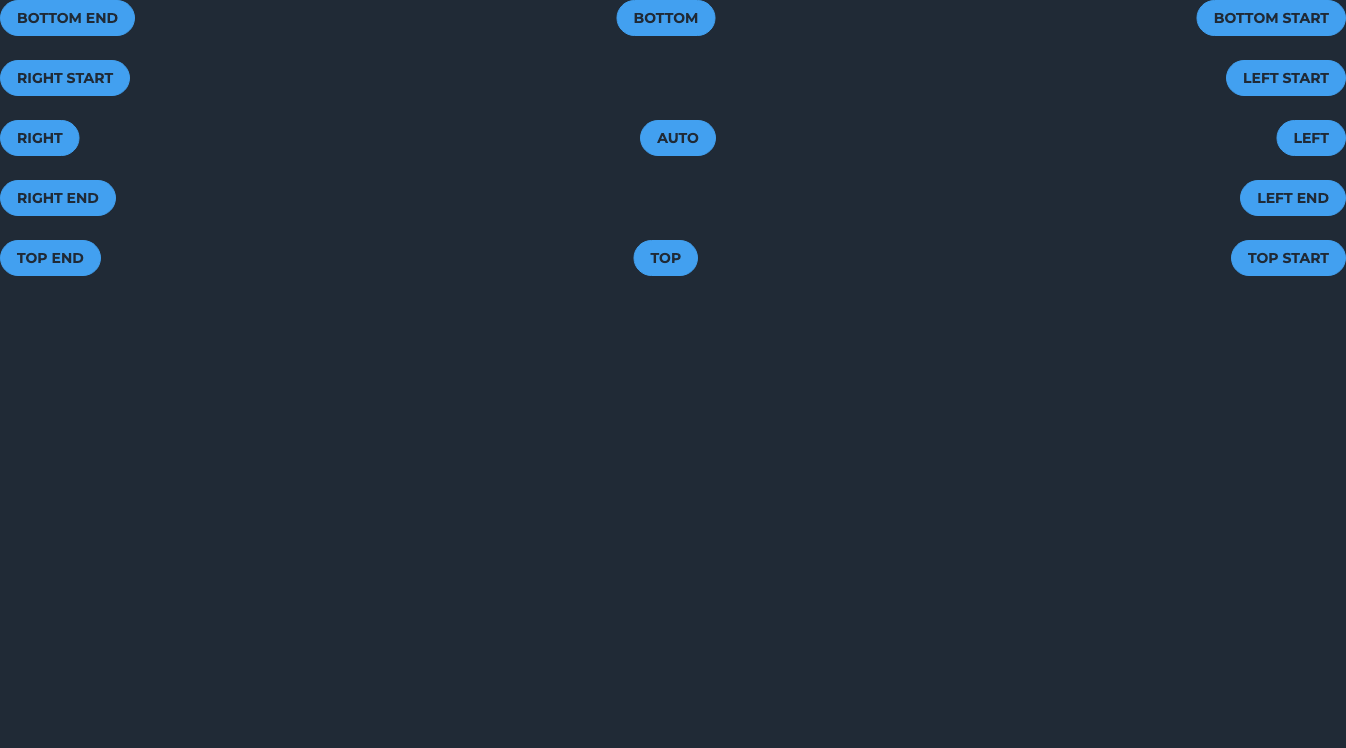 BOTTOM END
BOTTOM
BOTTOM START
RIGHT START
LEFT START
RIGHT
AUTO
LEFT
RIGHT END
LEFT END
TOP END
TOP
TOP START